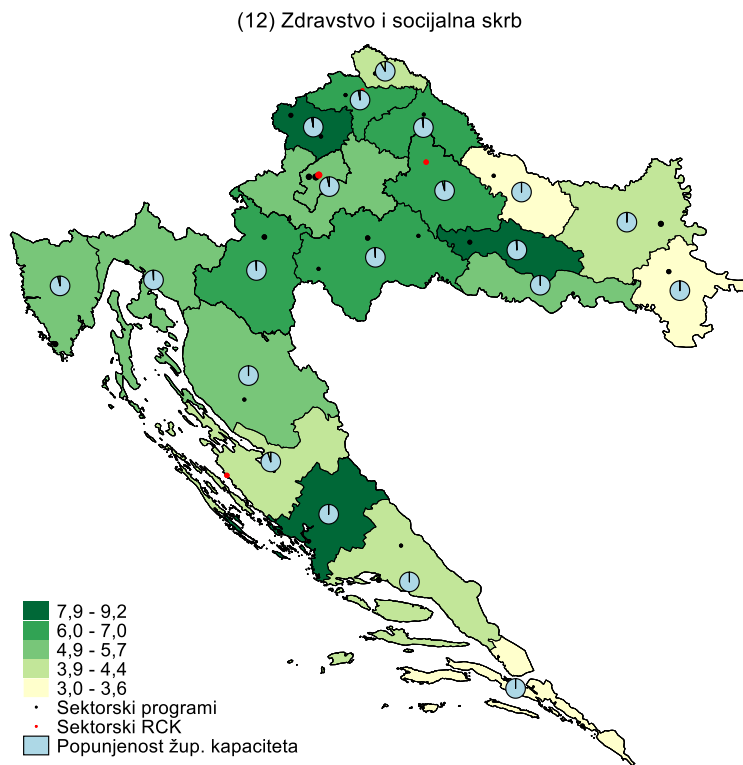 (12) Zdravstvo i socijalna skrb
7,9 - 9,2
6,0 - 7,0
4,9 - 5,7
3,9 - 4,4
3,0 - 3,6
Sektorski programi
Sektorski RCK
Popunjenost žup. kapaciteta